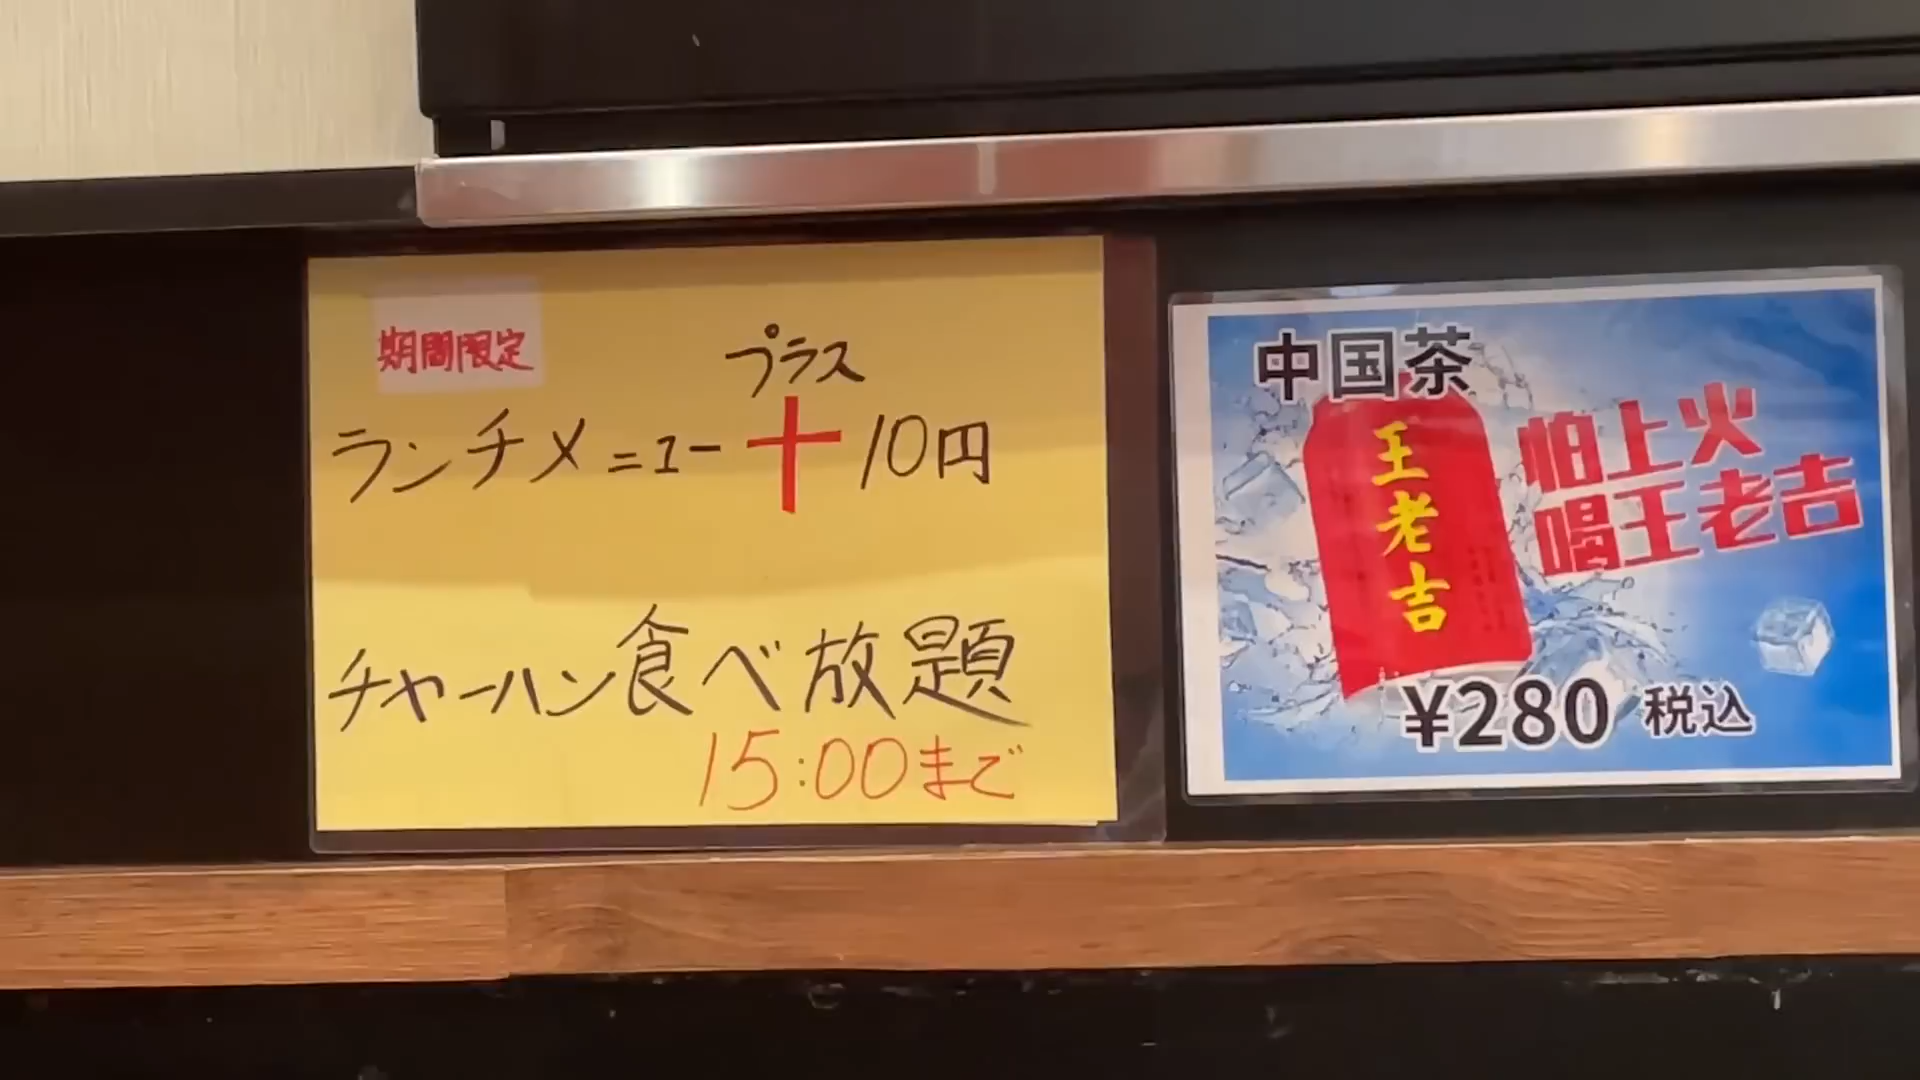 期間限定
プラス
ランチメニュー+10円
チャーハン食べ放題
15:00まで
中国茶
王老吉
怕上火
喝王老吉
¥280 税込